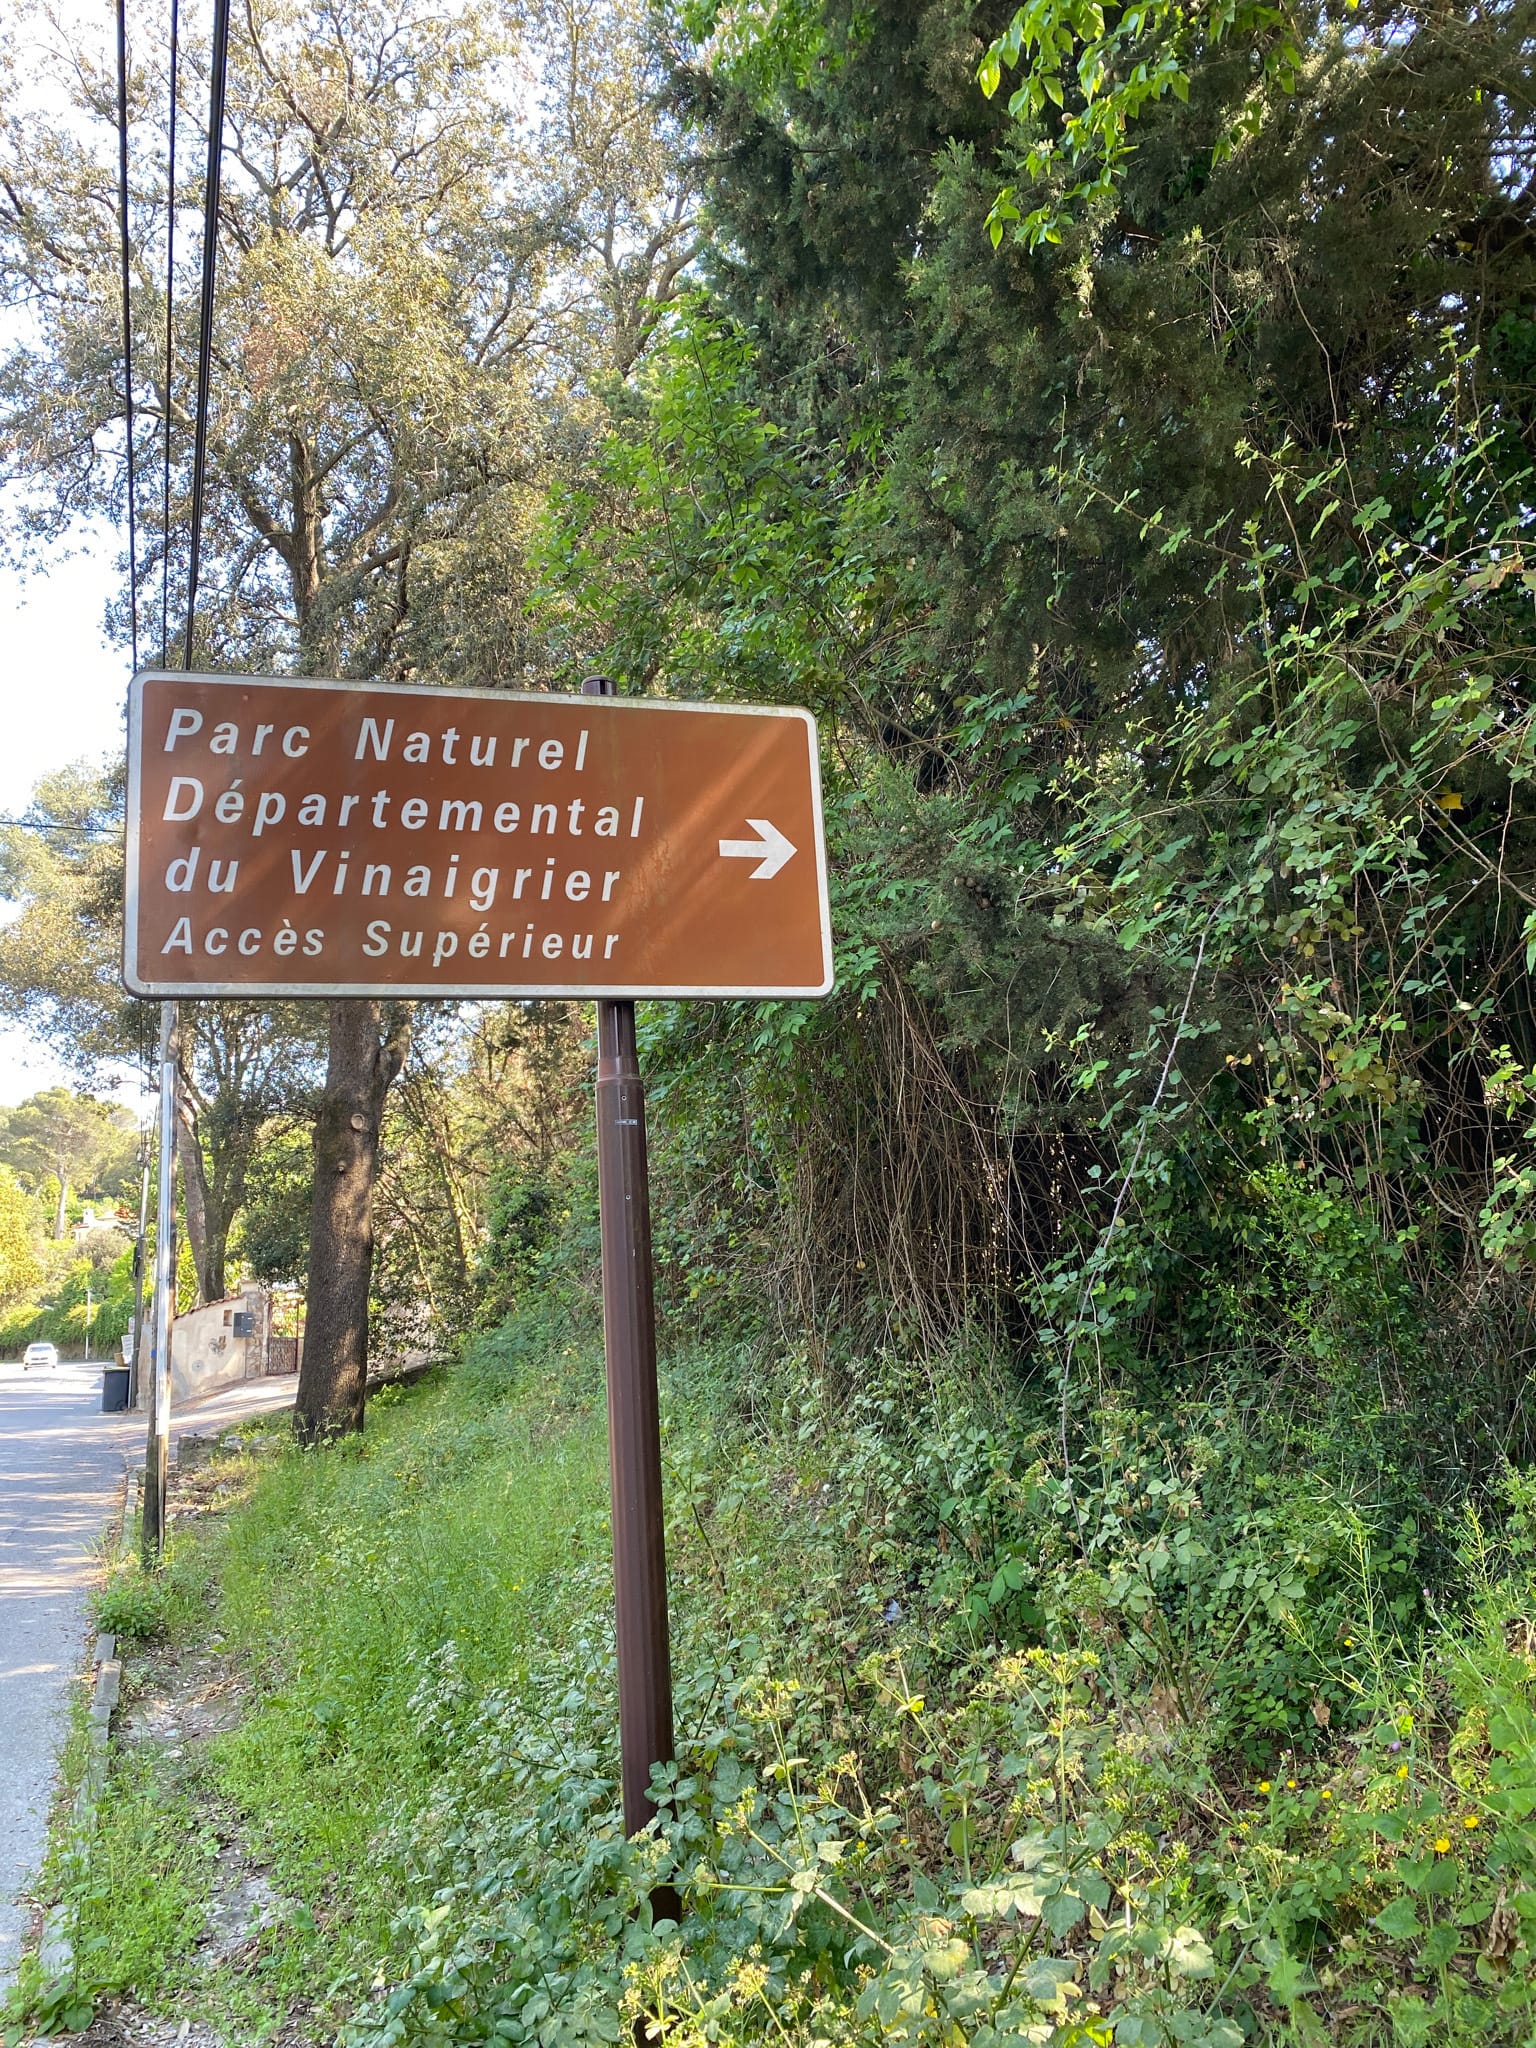 Parc Naturel
Départemental
du Vinaigrier
Accès Supérieur